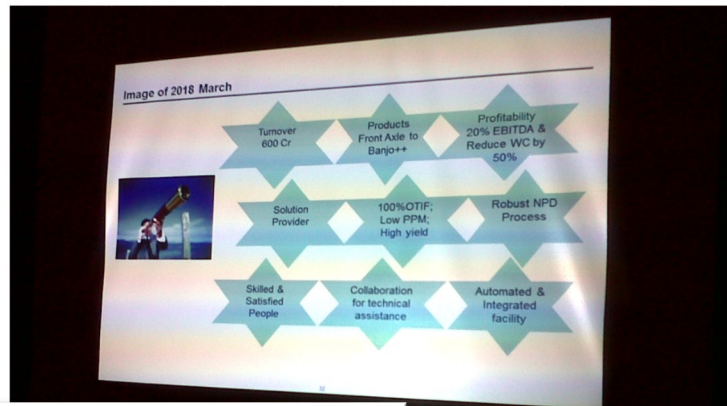 Image of 2018 March
Turnover
600 Cr
Products
Front Axle to
Banjo++
Profitability
20% EBITDA &
Reduce WC by
50%
Solution
Provider
100%OTIF;
Low PPM;
High yield
Robust NPD
Process
Skilled &
Satisfied
People
Collaboration
for technical
assistance
Automated &
Integrated
facility